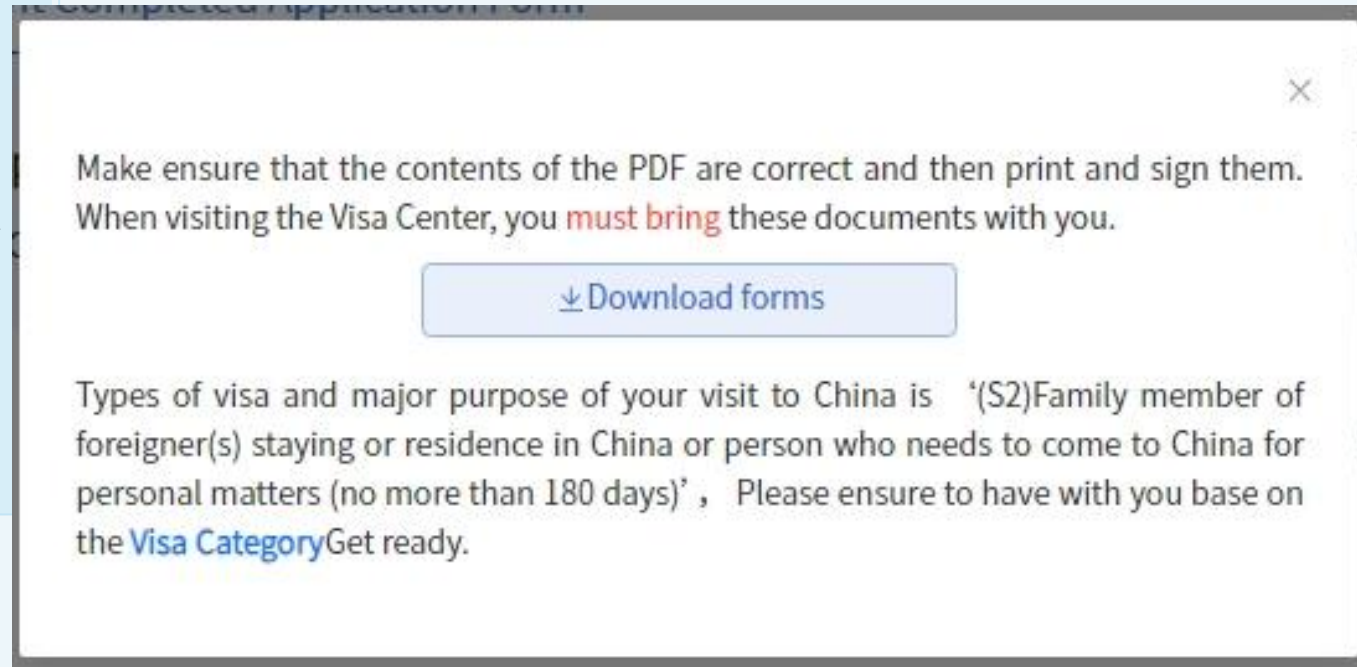 nt Completed Application Form
Make ensure that the contents of the PDF are correct and then print and sign them.
When visiting the Visa Center, you must bring these documents with you.
Download forms
Types of visa and major purpose of your visit to China is ‘(S2)Family member of
foreigner(s) staying or residence in China or person who needs to come to China for
personal matters (no more than 180 days)’， Please ensure to have with you base on
the Visa CategoryGet ready.